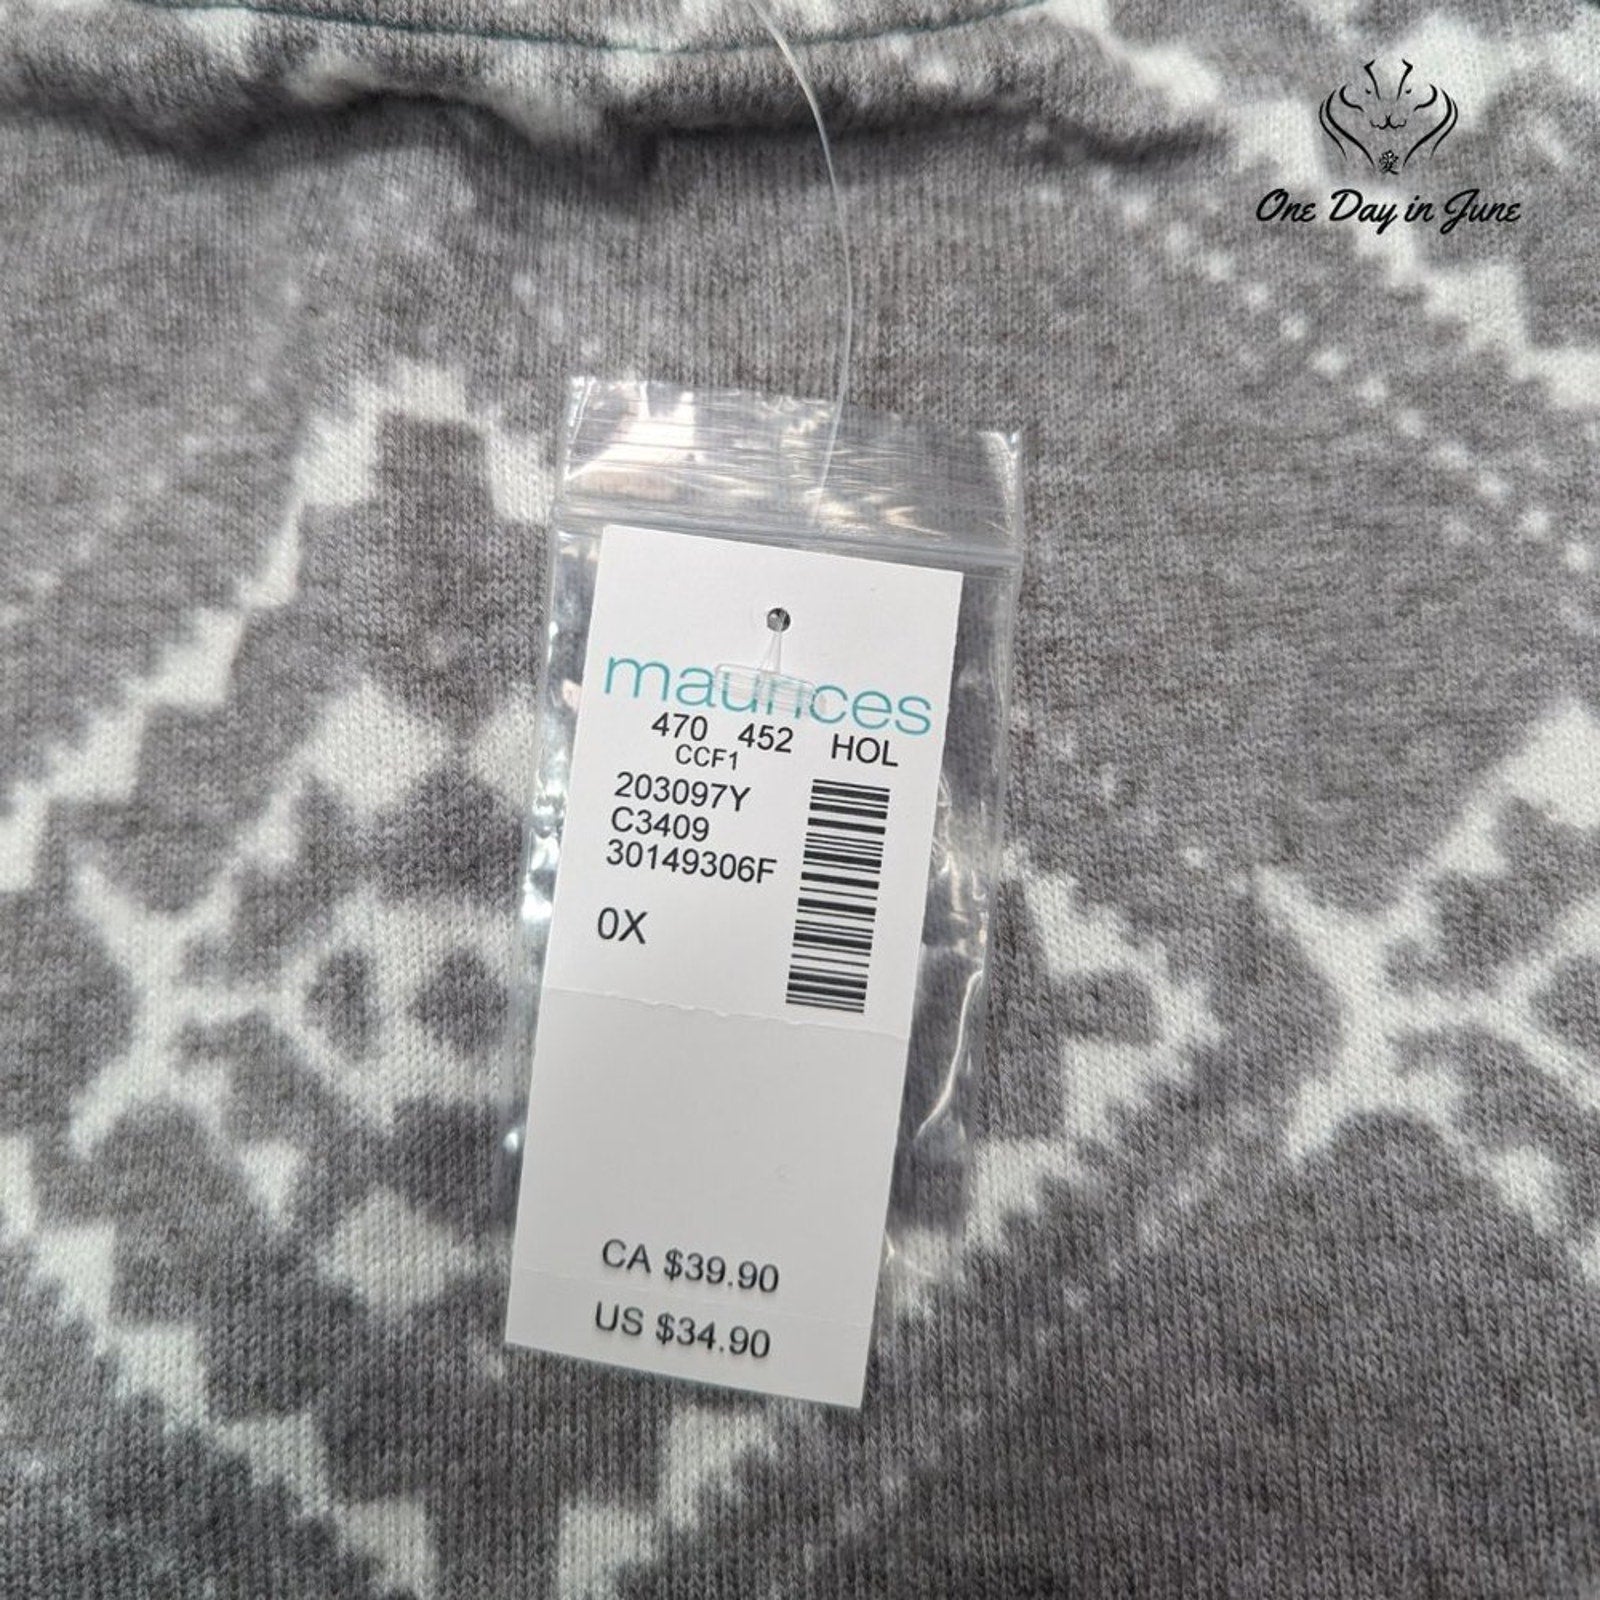 愛
One Day in June
maurices
470 452 HOL
CCF1
203097Y
C3409
30149306F
0X
CA $39.90
US $34.90